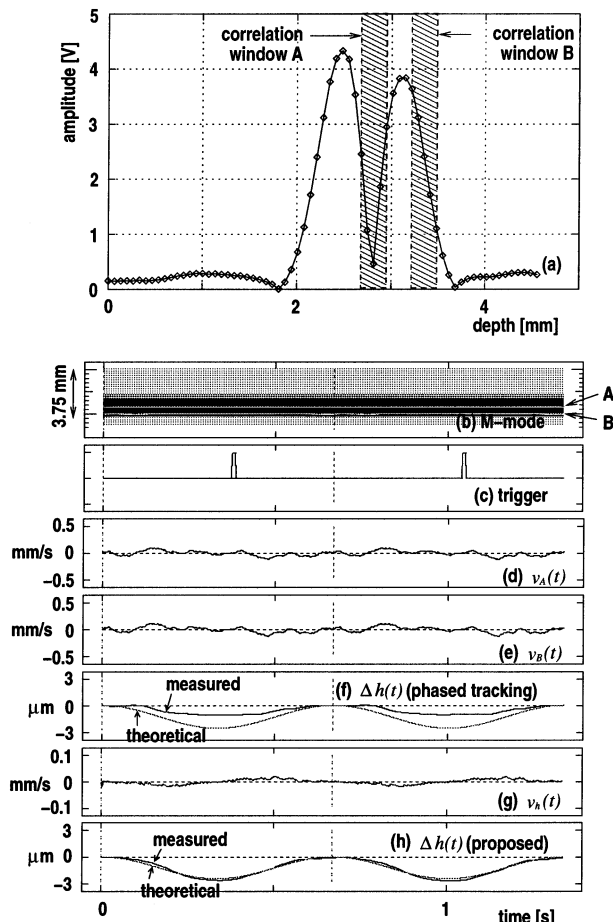 correlation
window A
correlation
window B
amplitude [V]
5
4
3
2
1
0
0
2
4
(a)
depth [mm]
3.75 mm
A
B
(b) M-mode
(c) trigger
0.5
mm/s 0
-0.5
(d) vA(t)
0.5
mm/s 0
-0.5
(e) vB(t)
3
μm 0
-3
measured
theoretical
(f) Δh(t) (phased tracking)
0.1
mm/s 0
-0.1
(g) vh(t)
3
μm 0
-3
measured
theoretical
(h) Δh(t) (proposed)
0
1
time [s]